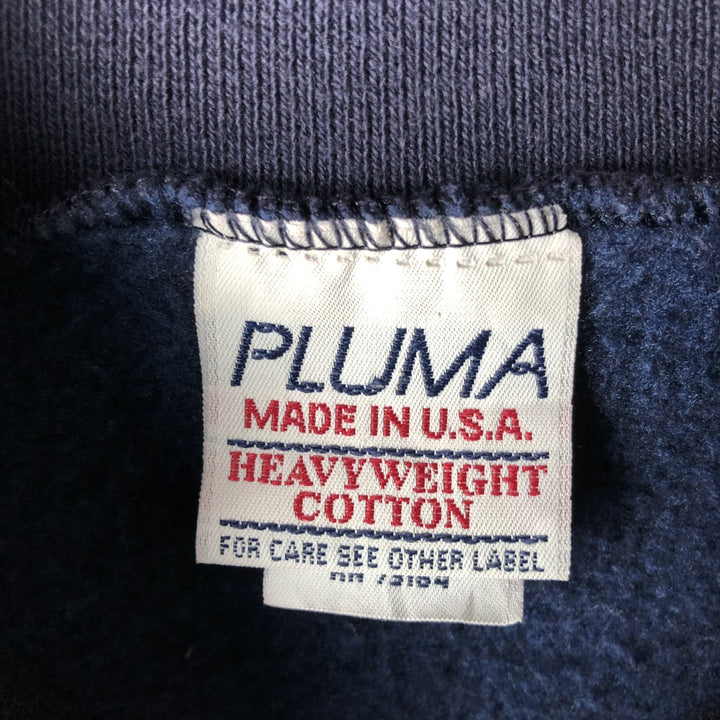 PLUMA
MADE IN U.S.A.
HEAVYWEIGHT
COTTON
FOR CARE SEE OTHER LABEL